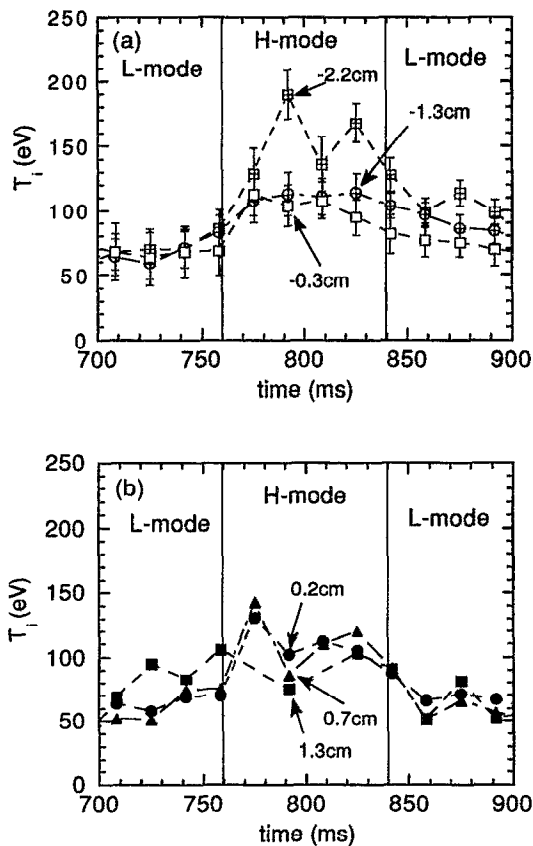 (a)
H-mode
L-mode
L-mode
-2.2cm
-1.3cm
-0.3cm
T_i (eV)
250
200
150
100
50
0
700 750 800 850 900
time (ms)
(b)
L-mode
H-mode
L-mode
0.2cm
0.7cm
1.3cm
T_i (eV)
250
200
150
100
50
0
700 750 800 850 900
time (ms)